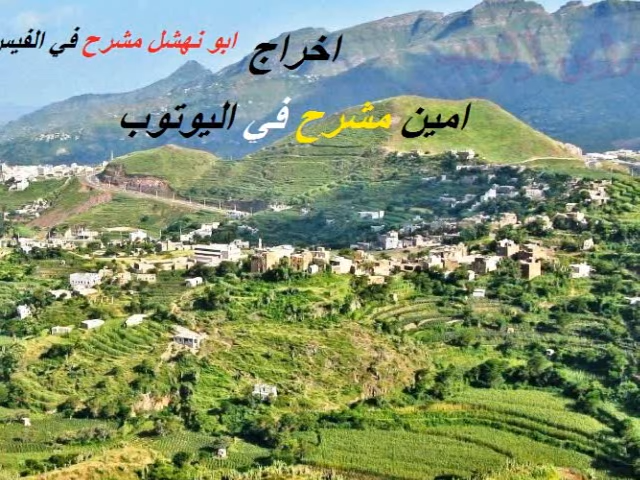 اخراج
ابو نهشل مشرح في الفيس
امين مشرح في اليوتوب